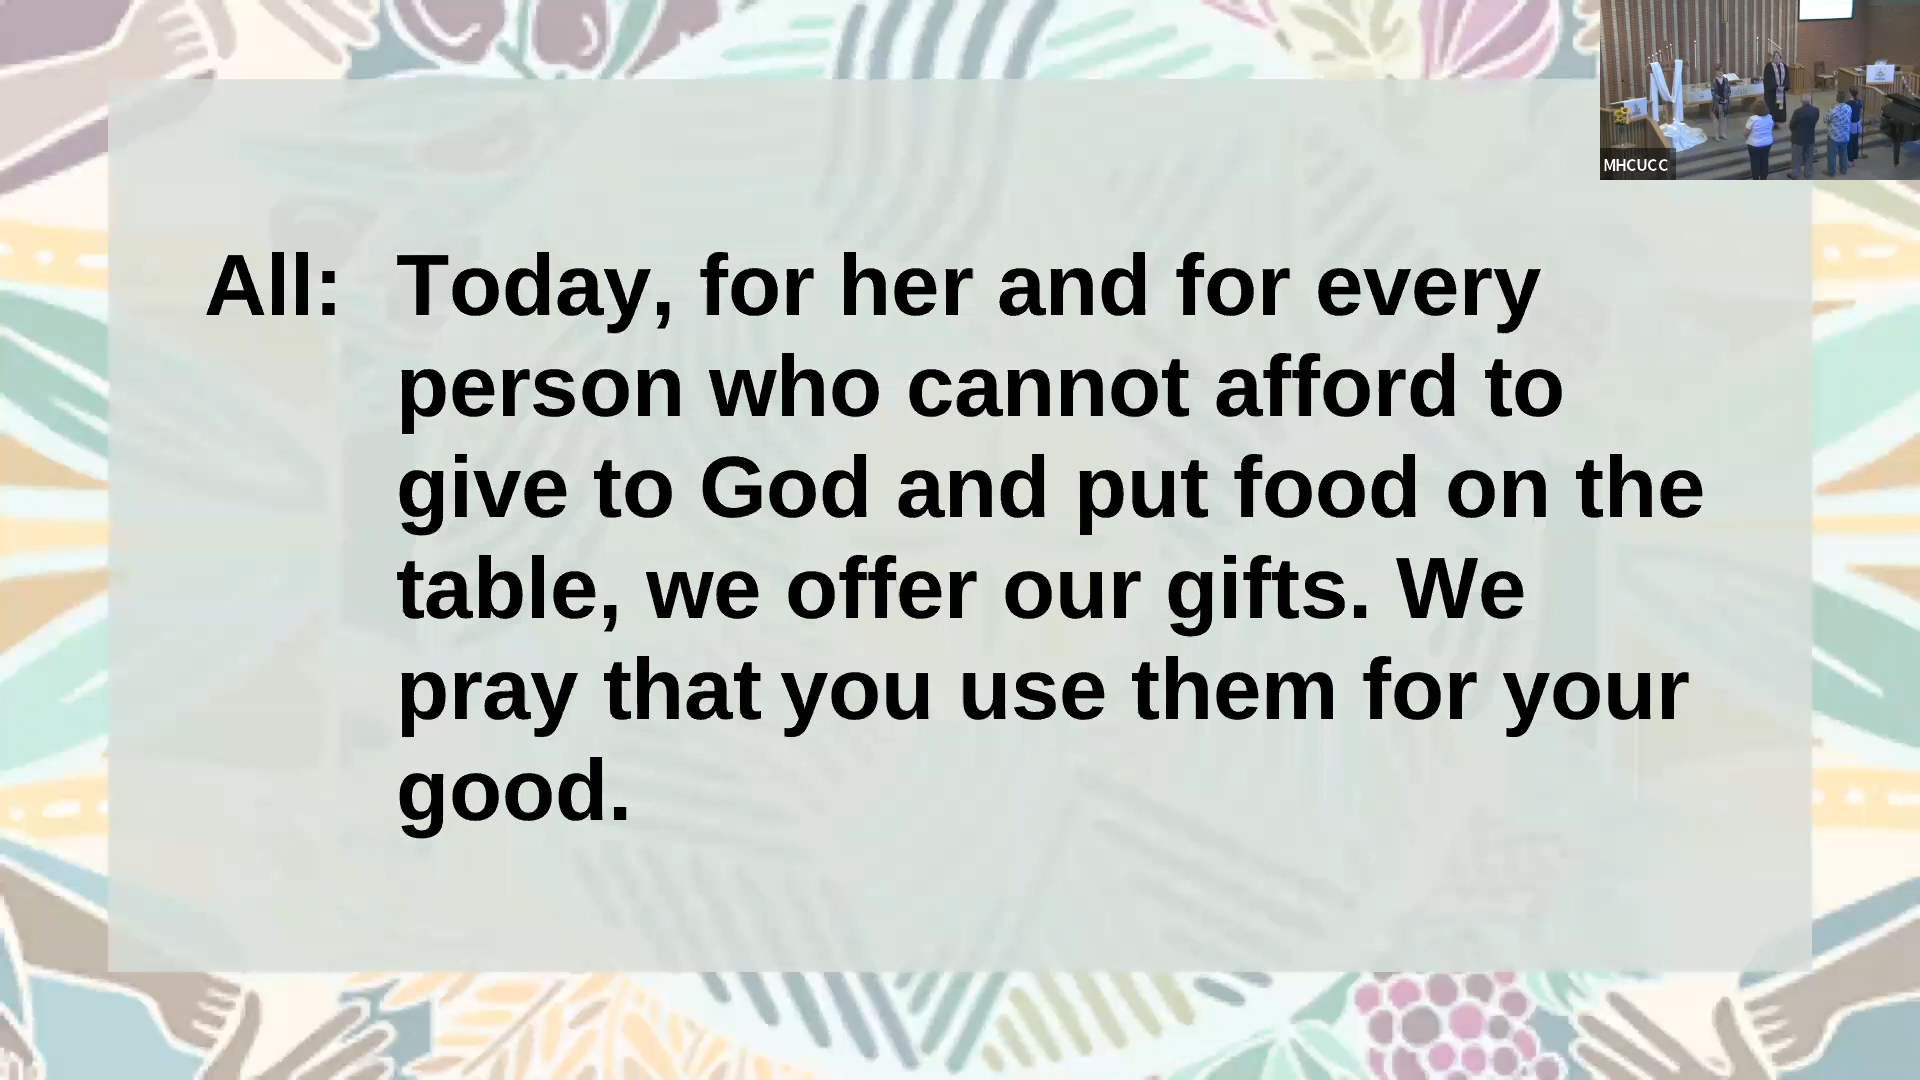 MHCUCC
All: Today, for her and for every
person who cannot afford to
give to God and put food on the
table, we offer our gifts. We
pray that you use them for your
good.